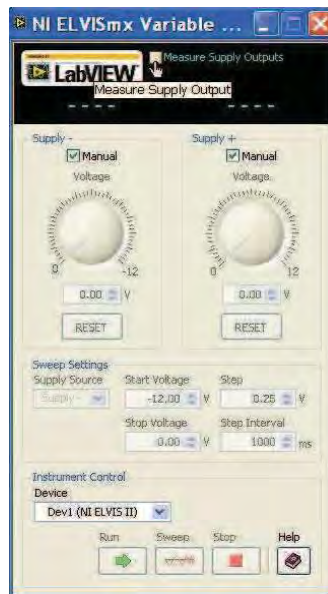 NI ELVISmx Variable ...
LabVIEW
Measure Supply Outputs
Measure Supply Output
- - - -
- - - -
Supply -
Manual
Voltage
0
-12
0.00 V
RESET
Supply +
Manual
Voltage
0
12
0.00 V
RESET
Sweep Settings
Supply Source
Supply -
Start Voltage
-12.00 V
Step
0.25 V
Stop Voltage
0.00 V
Step Interval
1000 ms
Instrument Control
Device
Dev1 (NI ELVIS II)
Run
Sweep
Stop
Help